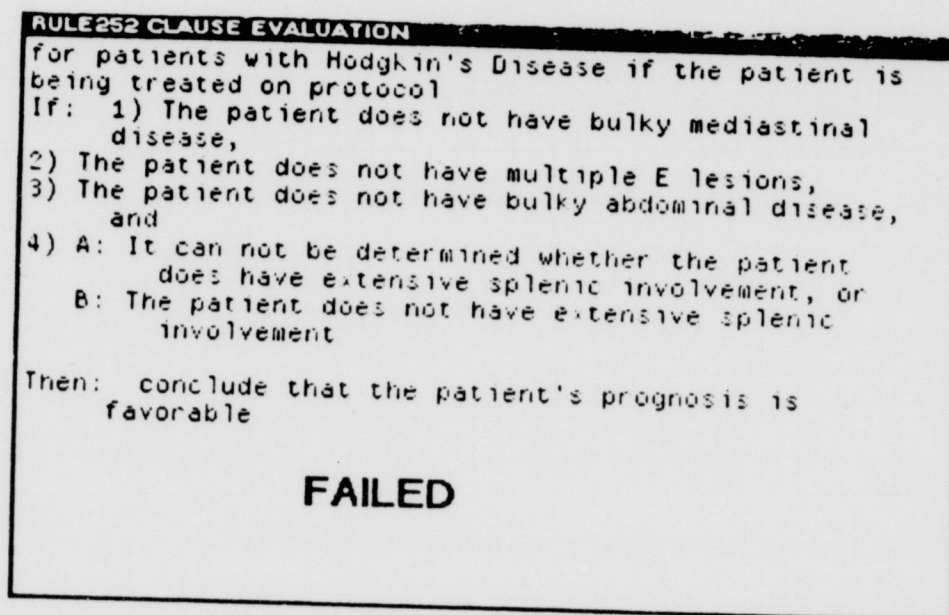 RULE252 CLAUSE EVALUATION
for patients with Hodgkin's Disease if the patient is
being treated on protocol
If: 1) The patient does not have bulky mediastinal
disease,
2) The patient does not have multiple E lesions,
3) The patient does not have bulky abdominal disease,
and
4) A: It can not be determined whether the patient
does have extensive splenic involvement, or
B: The patient does not have extensive splenic
involvement
Then: conclude that the patient's prognosis is
favorable
FAILED